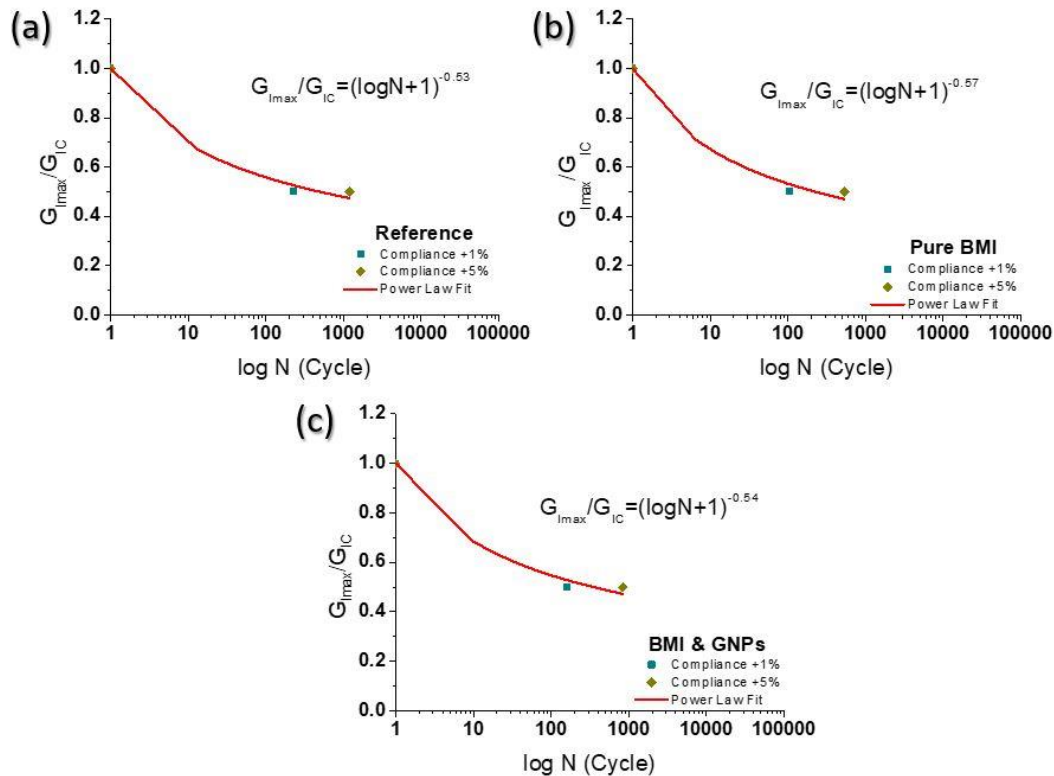 (a)
1.2
1.0
0.8
0.6
0.4
0.2
0.0
G_Imax/G_IC
G_Imax/G_IC=(logN+1)^-0.53
Reference
Compliance +1%
Compliance +5%
Power Law Fit
1 10 100 1000 10000 100000
log N (Cycle)
(b)
1.2
1.0
0.8
0.6
0.4
0.2
0.0
G_Imax/G_IC
G_Imax/G_IC=(logN+1)^-0.57
Pure BMI
Compliance +1%
Compliance +5%
Power Law Fit
1 10 100 1000 10000 100000
log N (Cycle)
(c)
1.2
1.0
0.8
0.6
0.4
0.2
0.0
G_Imax/G_IC
G_Imax/G_IC=(logN+1)^-0.54
BMI & GNPs
Compliance +1%
Compliance +5%
Power Law Fit
1 10 100 1000 10000 100000
log N (Cycle)